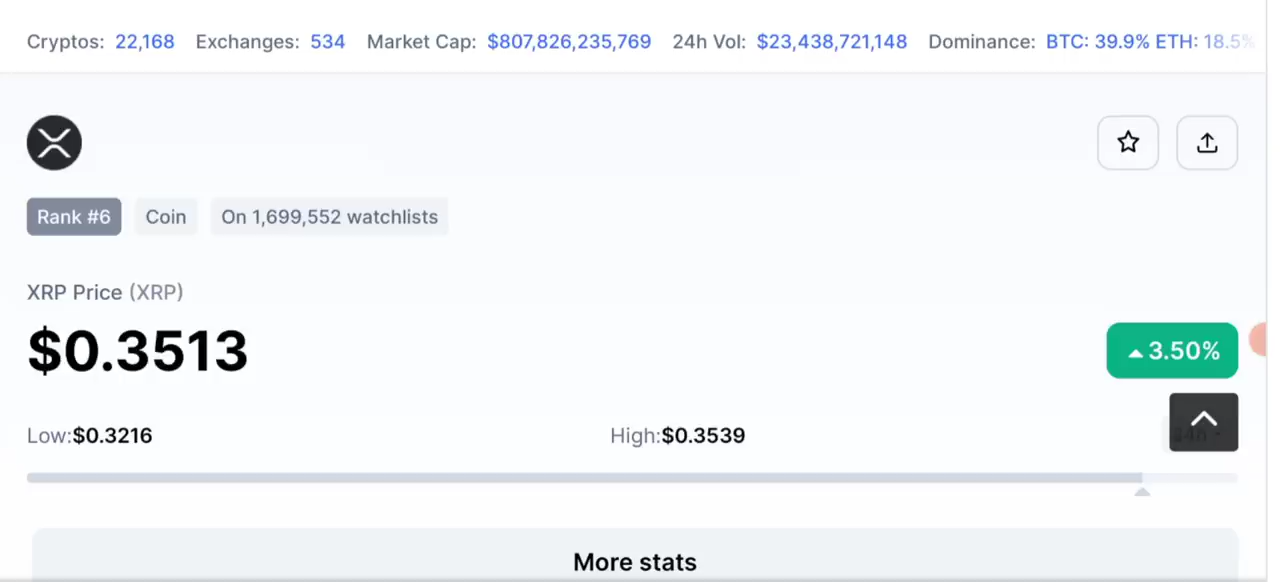 Cryptos: 22,168 Exchanges: 534 Market Cap: $807,826,235,769 24h Vol: $23,438,721,148 Dominance: BTC: 39.9% ETH: 18.5%
Rank #6 Coin On 1,699,552 watchlists
XRP Price (XRP)
$0.3513 3.50%
Low:$0.3216 High:$0.3539
More stats